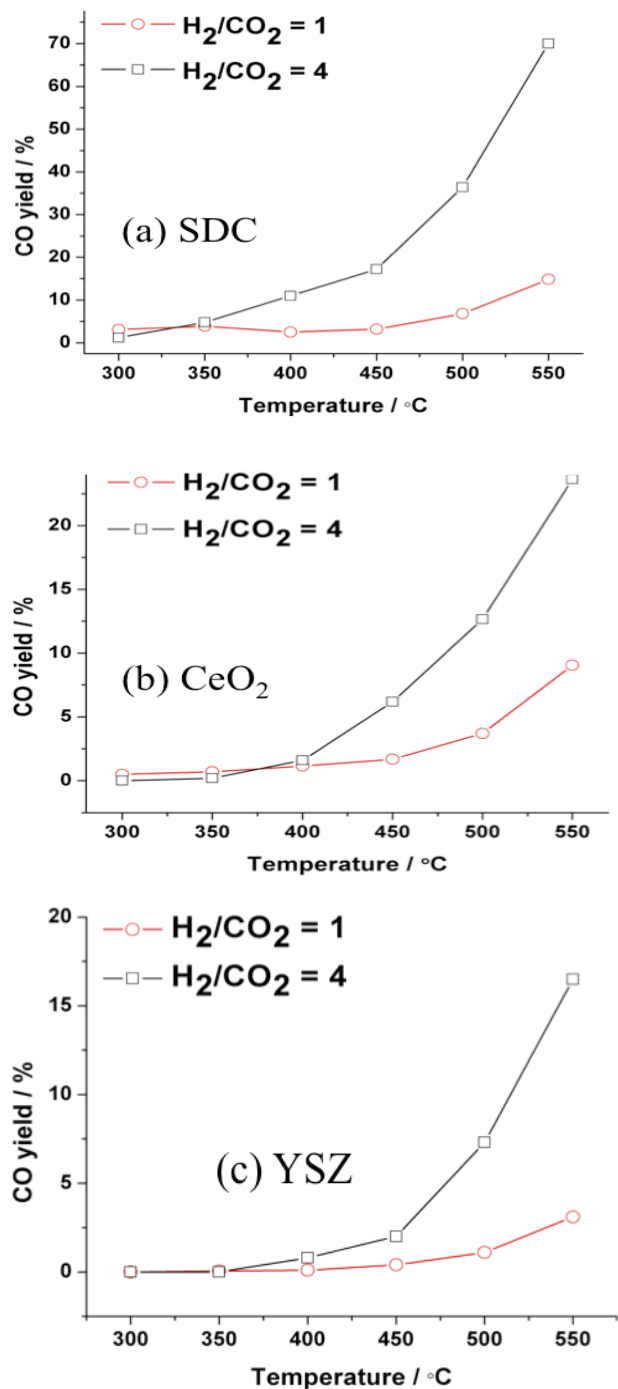 H2/CO2 = 1
H2/CO2 = 4
70
60
50
40
30
20
10
0
CO yield / %
(a) SDC
300 350 400 450 500 550
Temperature / °C
H2/CO2 = 1
H2/CO2 = 4
20
15
10
5
0
CO yield / %
(b) CeO2
300 350 400 450 500 550
Temperature / °C
20
H2/CO2 = 1
H2/CO2 = 4
15
10
5
0
CO yield / %
(c) YSZ
300 350 400 450 500 550
Temperature / °C